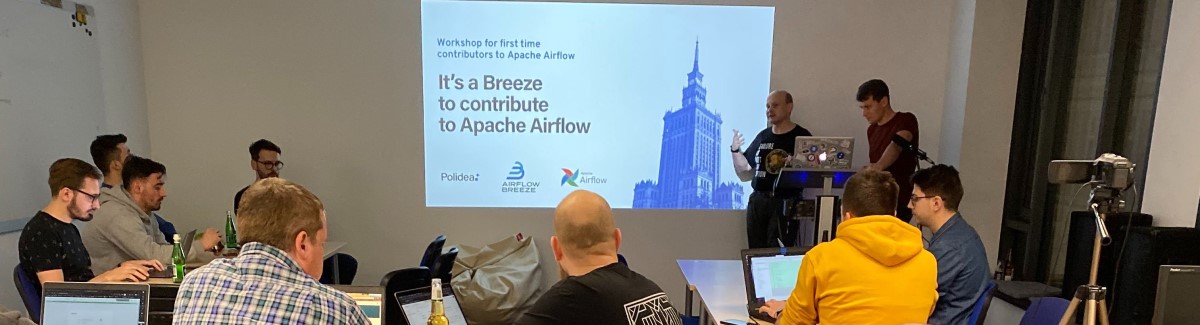 Workshop for first time
contributors to Apache Airflow
It's a Breeze
to contribute
to Apache Airflow
Polidea
AIRFLOW
BREEZE
Apache
Airflow